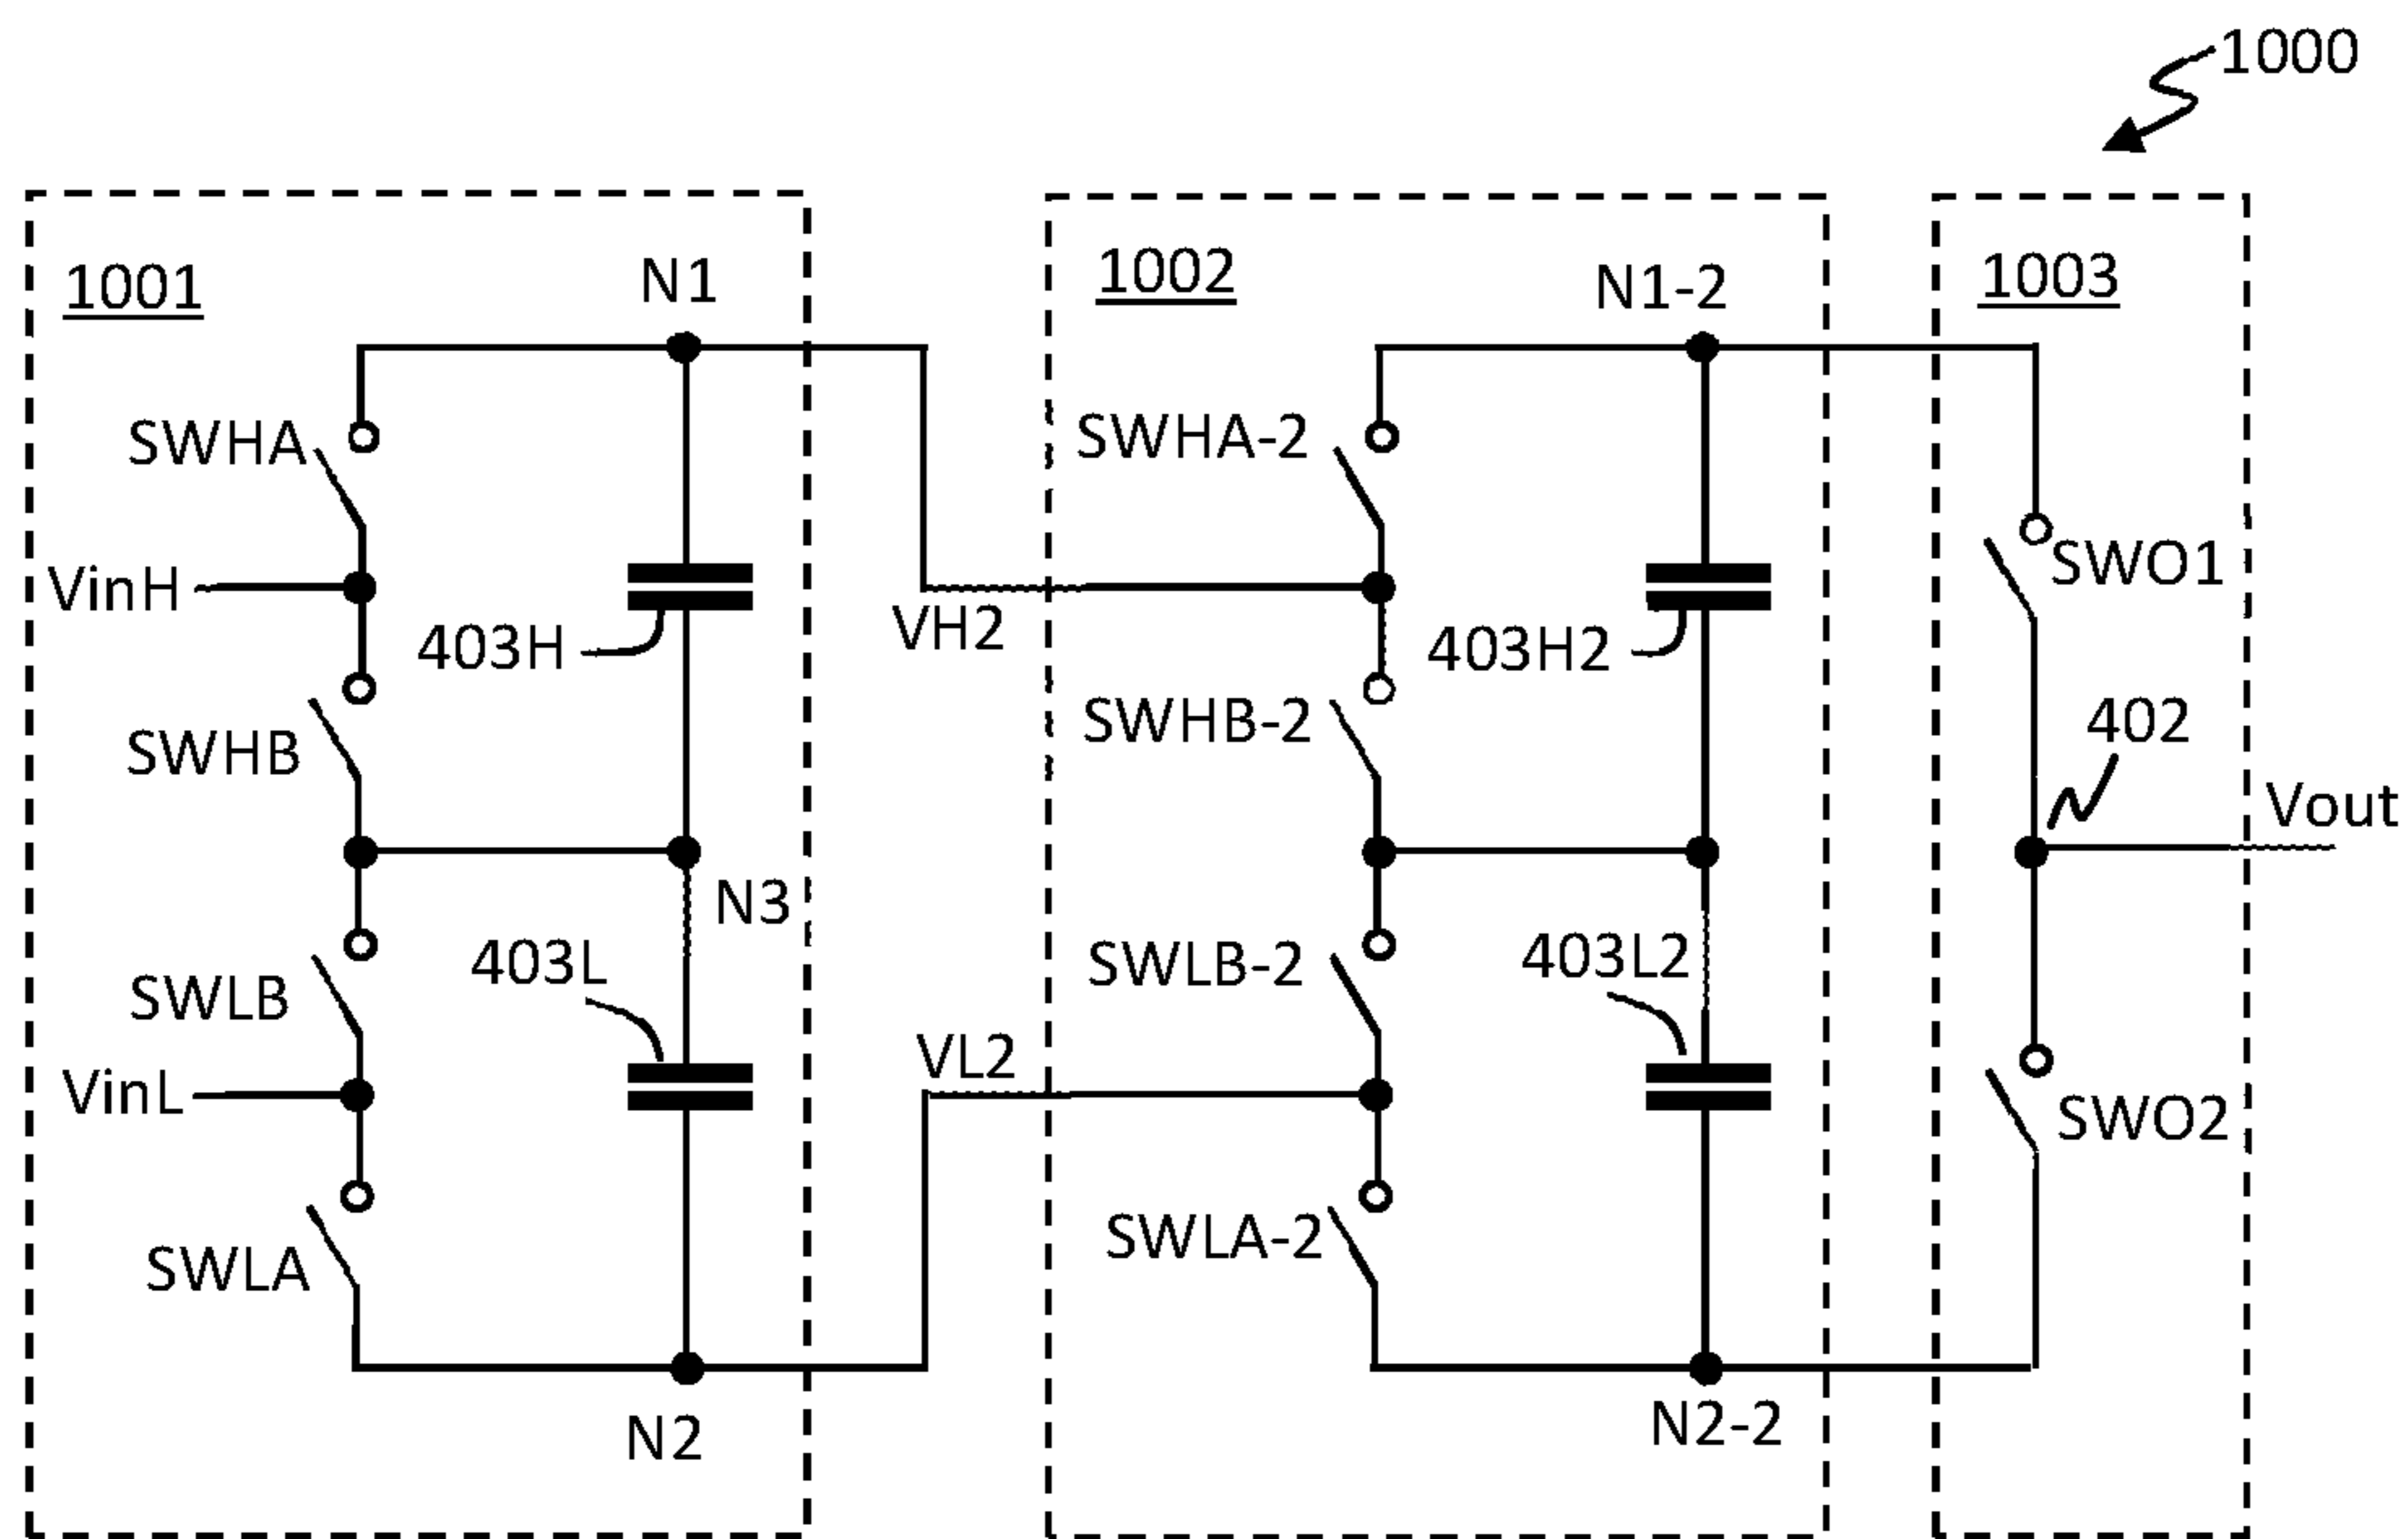 1000
1001
N1
1002
N1-2
1003
SWHA
SWHA-2
VinH
403H
VH2
403H2
SWO1
SWHB
SWHB-2
402
Vout
N3
SWLB
403L
SWLB-2
403L2
VinL
VL2
SWO2
SWLA
SWLA-2
N2
N2-2